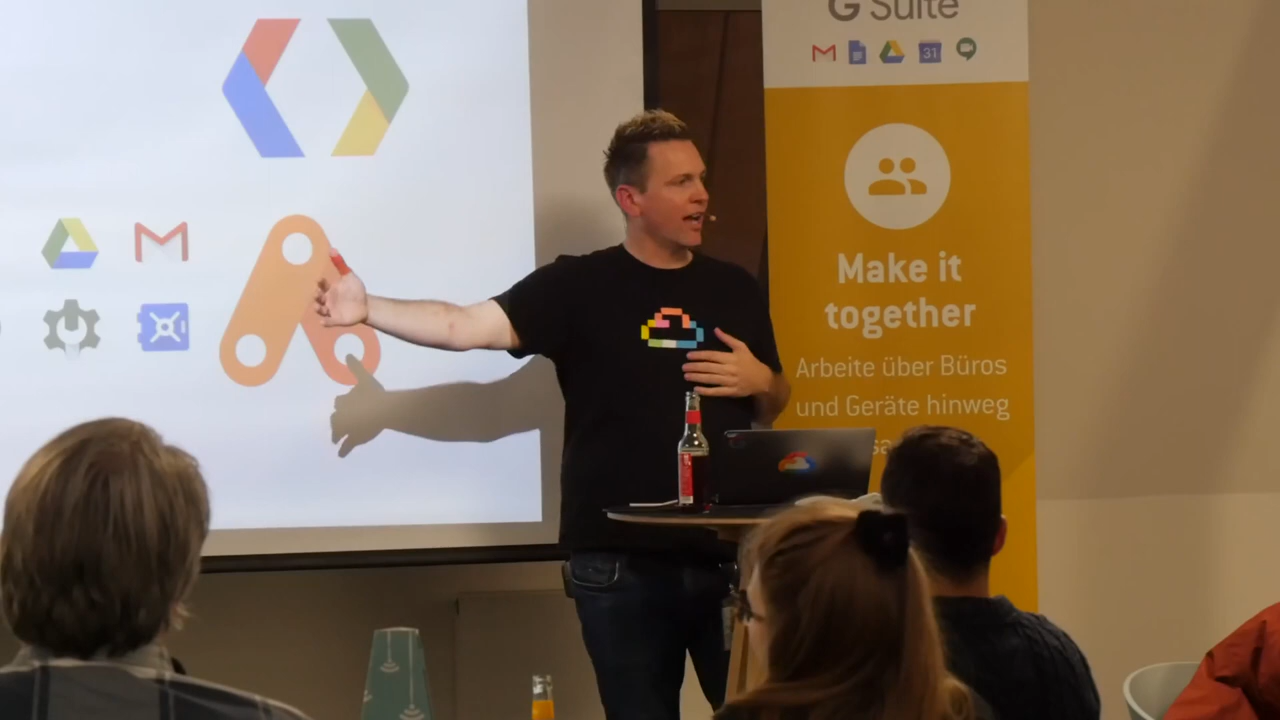 G Suite
31
Make it
together
Arbeite über Büros
und Geräte hinweg